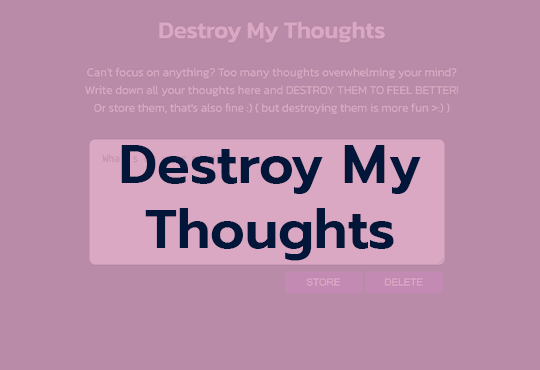 Destroy My Thoughts
Can't focus on anything? Too many thoughts overwhelming your mind?
Write down all your thoughts here and DESTROY THEM TO FEEL BETTER!
Or store them, that's also fine :) ( but destroying them is more fun >:) )
Destroy My
Thoughts
STORE DELETE